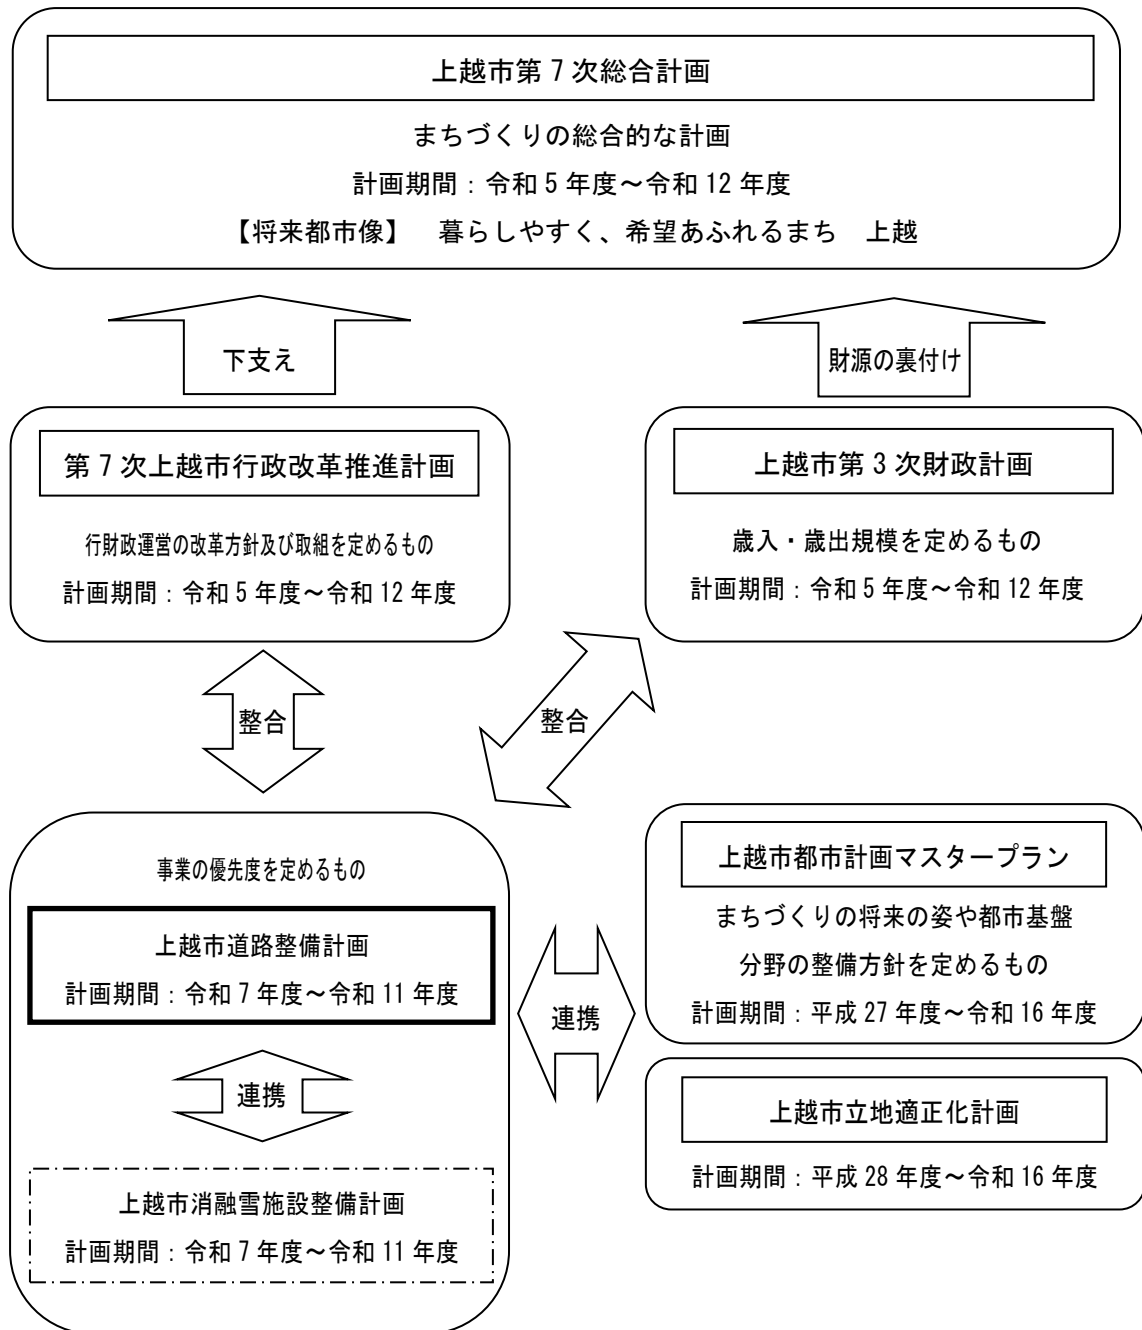 上越市第7次総合計画
まちづくりの総合的な計画
計画期間：令和5年度～令和12年度
【将来都市像】　暮らしやすく、希望あふれるまち　上越
下支え
財源の裏付け
第7次上越市行政改革推進計画
行財政運営の改革方針及び取組を定めるもの
計画期間：令和5年度～令和12年度
上越市第3次財政計画
歳入・歳出規模を定めるもの
計画期間：令和5年度～令和12年度
整合
整合
事業の優先度を定めるもの
上越市道路整備計画
計画期間：令和7年度～令和11年度
連携
上越市消融雪施設整備計画
計画期間：令和7年度～令和11年度
連携
上越市都市計画マスタープラン
まちづくりの将来の姿や都市基盤
分野の整備方針を定めるもの
計画期間：平成27年度～令和16年度
上越市立地適正化計画
計画期間：平成28年度～令和16年度